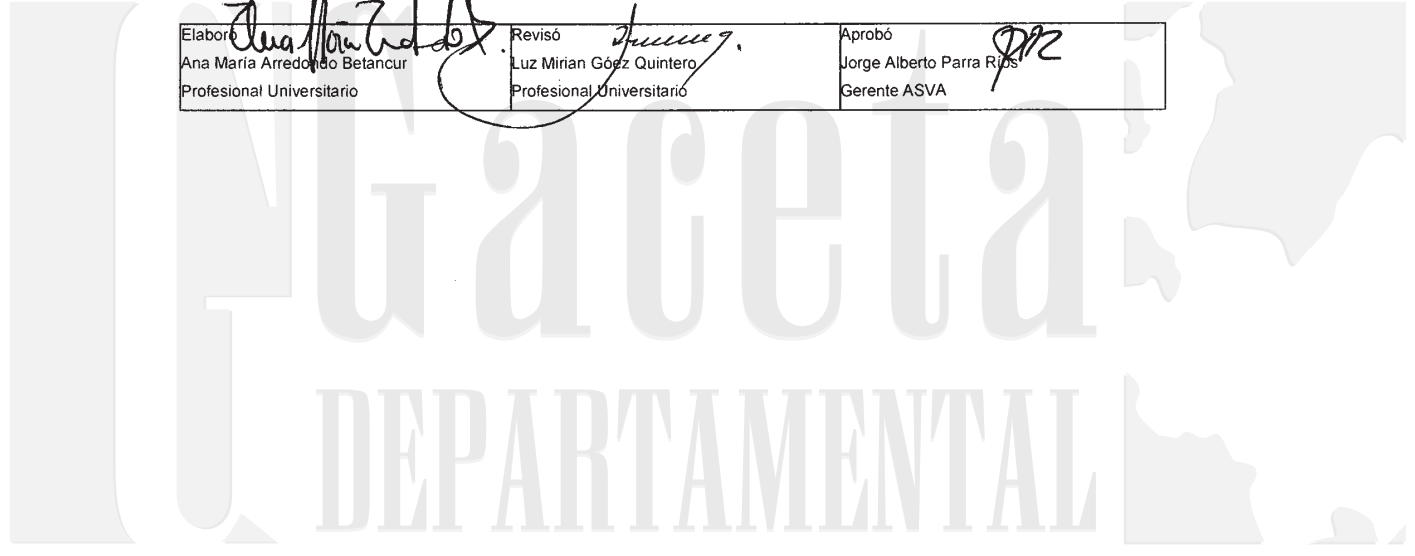 Elaboró
Ana María Arredondo Betancur
Profesional Universitario
Revisó
Luz Mirian Góez Quintero
Profesional Universitario
Aprobó
Jorge Alberto Parra Ríos
Gerente ASVA
Gaceta
DEPARTAMENTAL